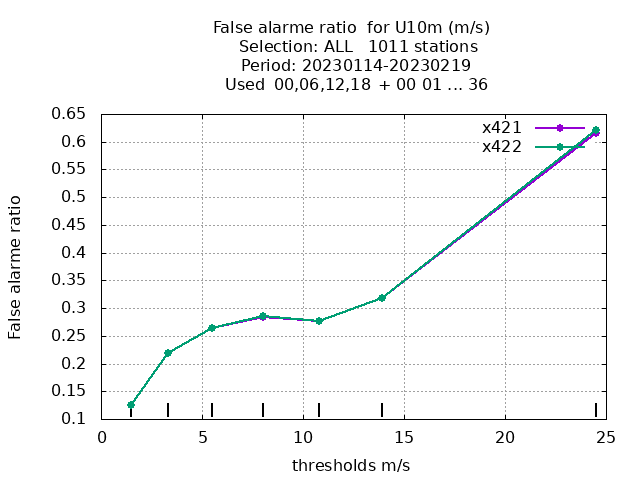 False alarme ratio  for U10m (m/s)
Selection: ALL   1011 stations
Period: 20230114-20230219
Used  00,06,12,18  + 00 01 ... 36
x421
x422
0.65
0.6
0.55
0.5
0.45
0.4
0.35
0.3
0.25
0.2
0.15
0.1
False alarme ratio
0 5 10 15 20 25
thresholds m/s